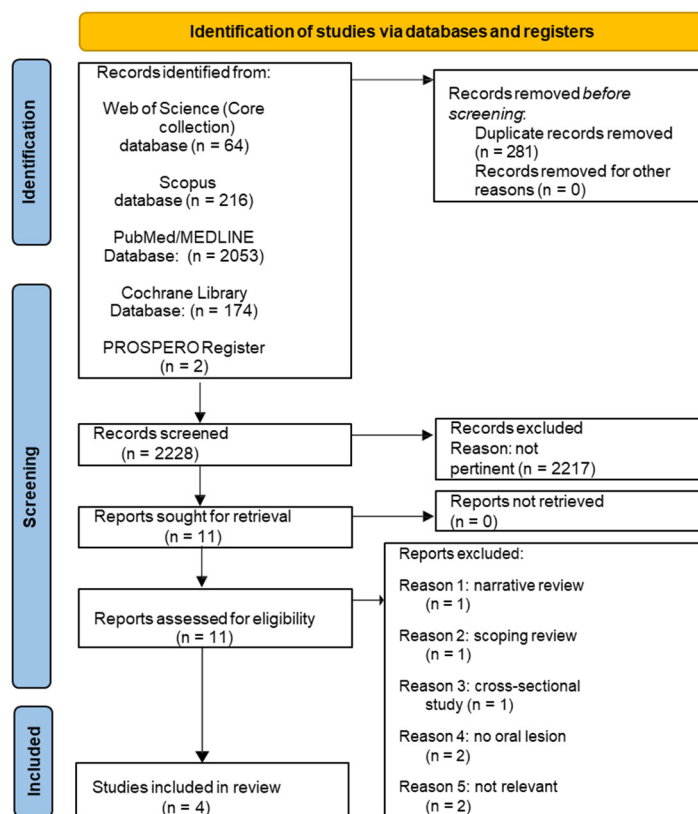 Identification of studies via databases and registers
Identification
Records identified from:
Web of Science (Core
collection)
database (n = 64)
Scopus
database (n = 216)
PubMed/MEDLINE
Database: (n = 2053)
Cochrane Library
Database: (n = 174)
PROSPERO Register
(n = 2)
Records removed before
screening:
Duplicate records removed
(n = 281)
Records removed for other
reasons (n = 0)
Screening
Records screened
(n = 2228)
Records excluded
Reason: not
pertinent (n = 2217)
Reports sought for retrieval
(n = 11)
Reports not retrieved
(n = 0)
Reports assessed for eligibility
(n = 11)
Reports excluded:
Reason 1: narrative review
(n = 1)
Reason 2: scoping review
(n = 1)
Reason 3: cross-sectional
study (n = 1)
Reason 4: no oral lesion
(n = 2)
Reason 5: not relevant
(n = 2)
Included
Studies included in review
(n = 4)